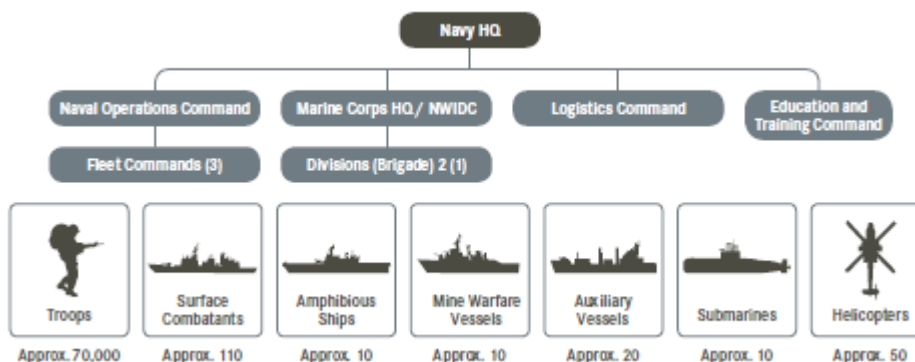 Navy HQ
Naval Operations Command
Marine Corps HQ / NWIDC
Logistics Command
Education and
Training Command
Fleet Commands (3)
Divisions (Brigade) 2 (1)
Troops
Surface
Combatants
Amphibious
Ships
Mine Warfare
Vessels
Auxiliary
Vessels
Submarines
Helicopters
Approx. 70,000
Approx. 110
Approx. 10
Approx. 10
Approx. 20
Approx. 10
Approx. 50